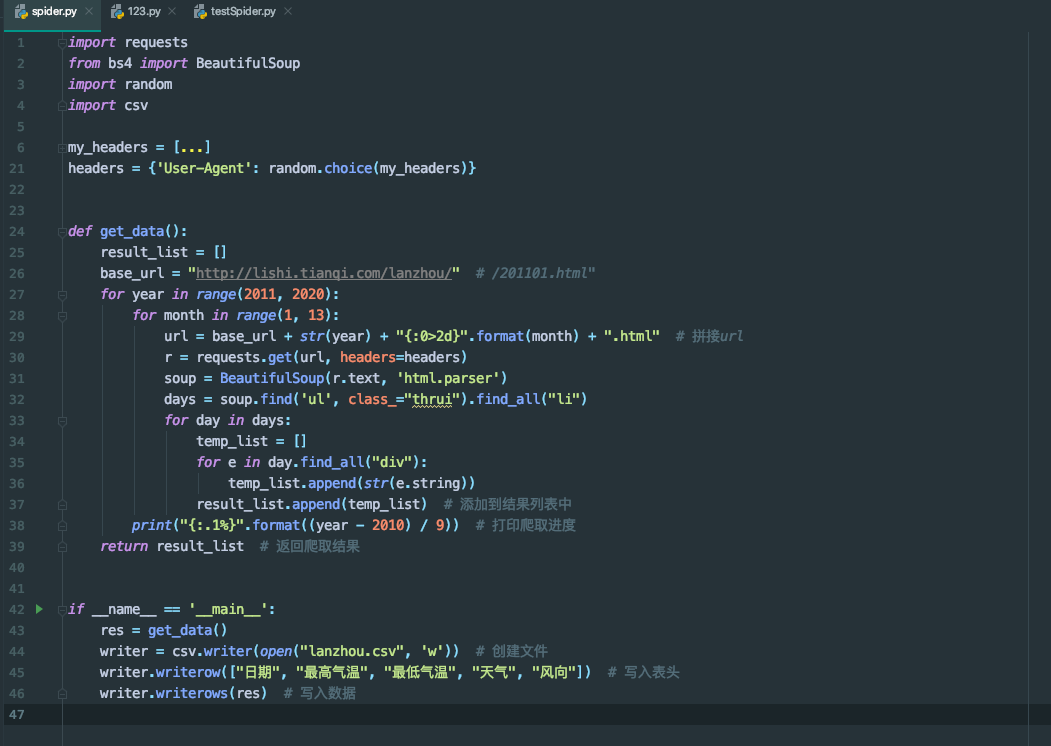 spider.py 123.py testSpider.py
1 import requests
2 from bs4 import BeautifulSoup
3 import random
4 import csv
5
6 my_headers = [...]
21 headers = {'User-Agent': random.choice(my_headers)}
22
23
24 def get_data():
25     result_list = []
26     base_url = "http://lishi.tianqi.com/lanzhou/"  # /201101.html"
27     for year in range(2011, 2020):
28         for month in range(1, 13):
29             url = base_url + str(year) + "{:0>2d}".format(month) + ".html"  # 拼接url
30             r = requests.get(url, headers=headers)
31             soup = BeautifulSoup(r.text, 'html.parser')
32             days = soup.find('ul', class_="thrui").find_all("li")
33             for day in days:
34                 temp_list = []
35                 for e in day.find_all("div"):
36                     temp_list.append(str(e.string))
37                 result_list.append(temp_list)  # 添加到结果列表中
38         print("{:.1%}".format((year - 2010) / 9))  # 打印爬取进度
39     return result_list  # 返回爬取结果
40
41
42 if __name__ == '__main__':
43     res = get_data()
44     writer = csv.writer(open("lanzhou.csv", 'w'))  # 创建文件
45     writer.writerow(["日期", "最高气温", "最低气温", "天气", "风向"])  # 写入表头
46     writer.writerows(res)  # 写入数据
47